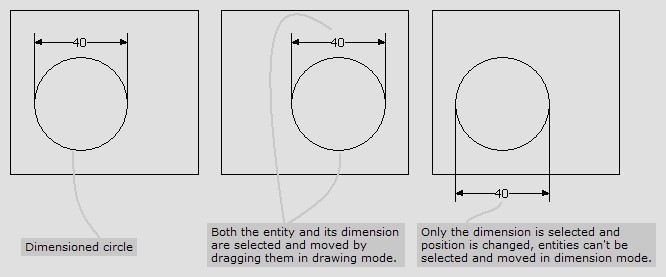 40
40
40
Dimensioned circle
Both the entity and its dimension
are selected and moved by
dragging them in drawing mode.
Only the dimension is selected and
position is changed, entities can't be
selected and moved in dimension mode.